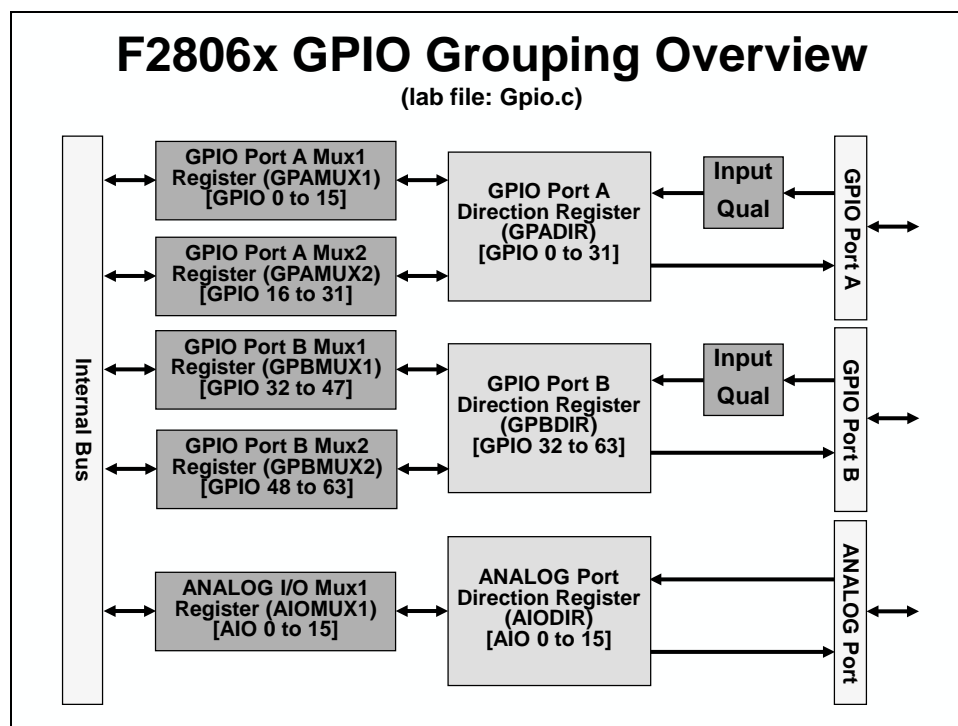 F2806x GPIO Grouping Overview
(lab file: Gpio.c)
Internal Bus
GPIO Port A Mux1
Register (GPAMUX1)
[GPIO 0 to 15]
GPIO Port A Mux2
Register (GPAMUX2)
[GPIO 16 to 31]
GPIO Port A
Direction Register
(GPADIR)
[GPIO 0 to 31]
Input
Qual
GPIO Port A
GPIO Port B Mux1
Register (GPBMUX1)
[GPIO 32 to 47]
GPIO Port B Mux2
Register (GPBMUX2)
[GPIO 48 to 63]
GPIO Port B
Direction Register
(GPBDIR)
[GPIO 32 to 63]
Input
Qual
GPIO Port B
ANALOG I/O Mux1
Register (AIOMUX1)
[AIO 0 to 15]
ANALOG Port
Direction Register
(AIODIR)
[AIO 0 to 15]
ANALOG Port